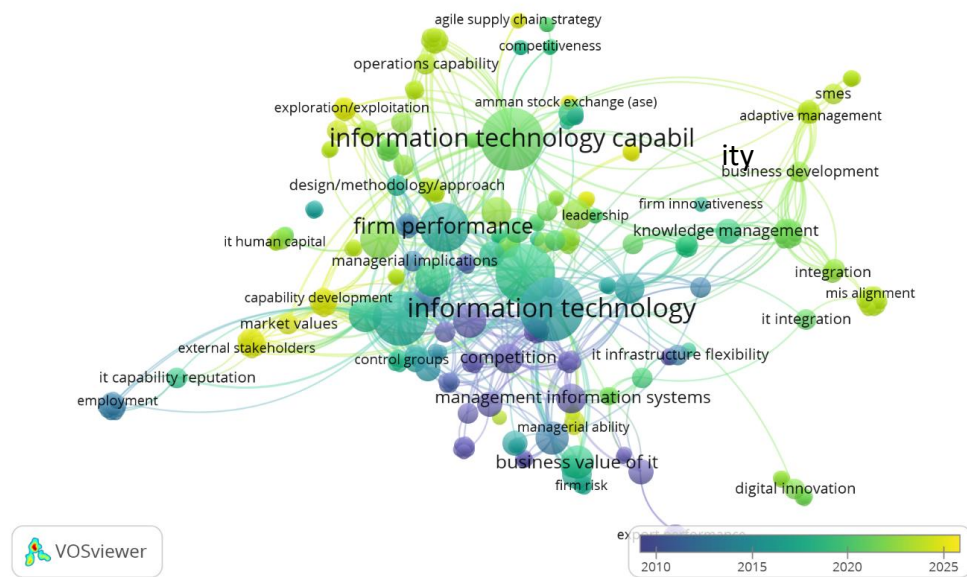 agile supply chain strategy
competitiveness
operations capability
smes
exploration/exploitation
amman stock exchange (ase)
adaptive management
information technology capabil
ity
business development
design/methodology/approach
firm innovativeness
leadership
firm performance
knowledge management
it human capital
managerial implications
integration
mis alignment
capability development
information technology
market values
it integration
external stakeholders
control groups
competition
it infrastructure flexibility
it capability reputation
employment
management information systems
managerial ability
business value of it
firm risk
digital innovation
export performance
VOSviewer
2010 2015 2020 2025